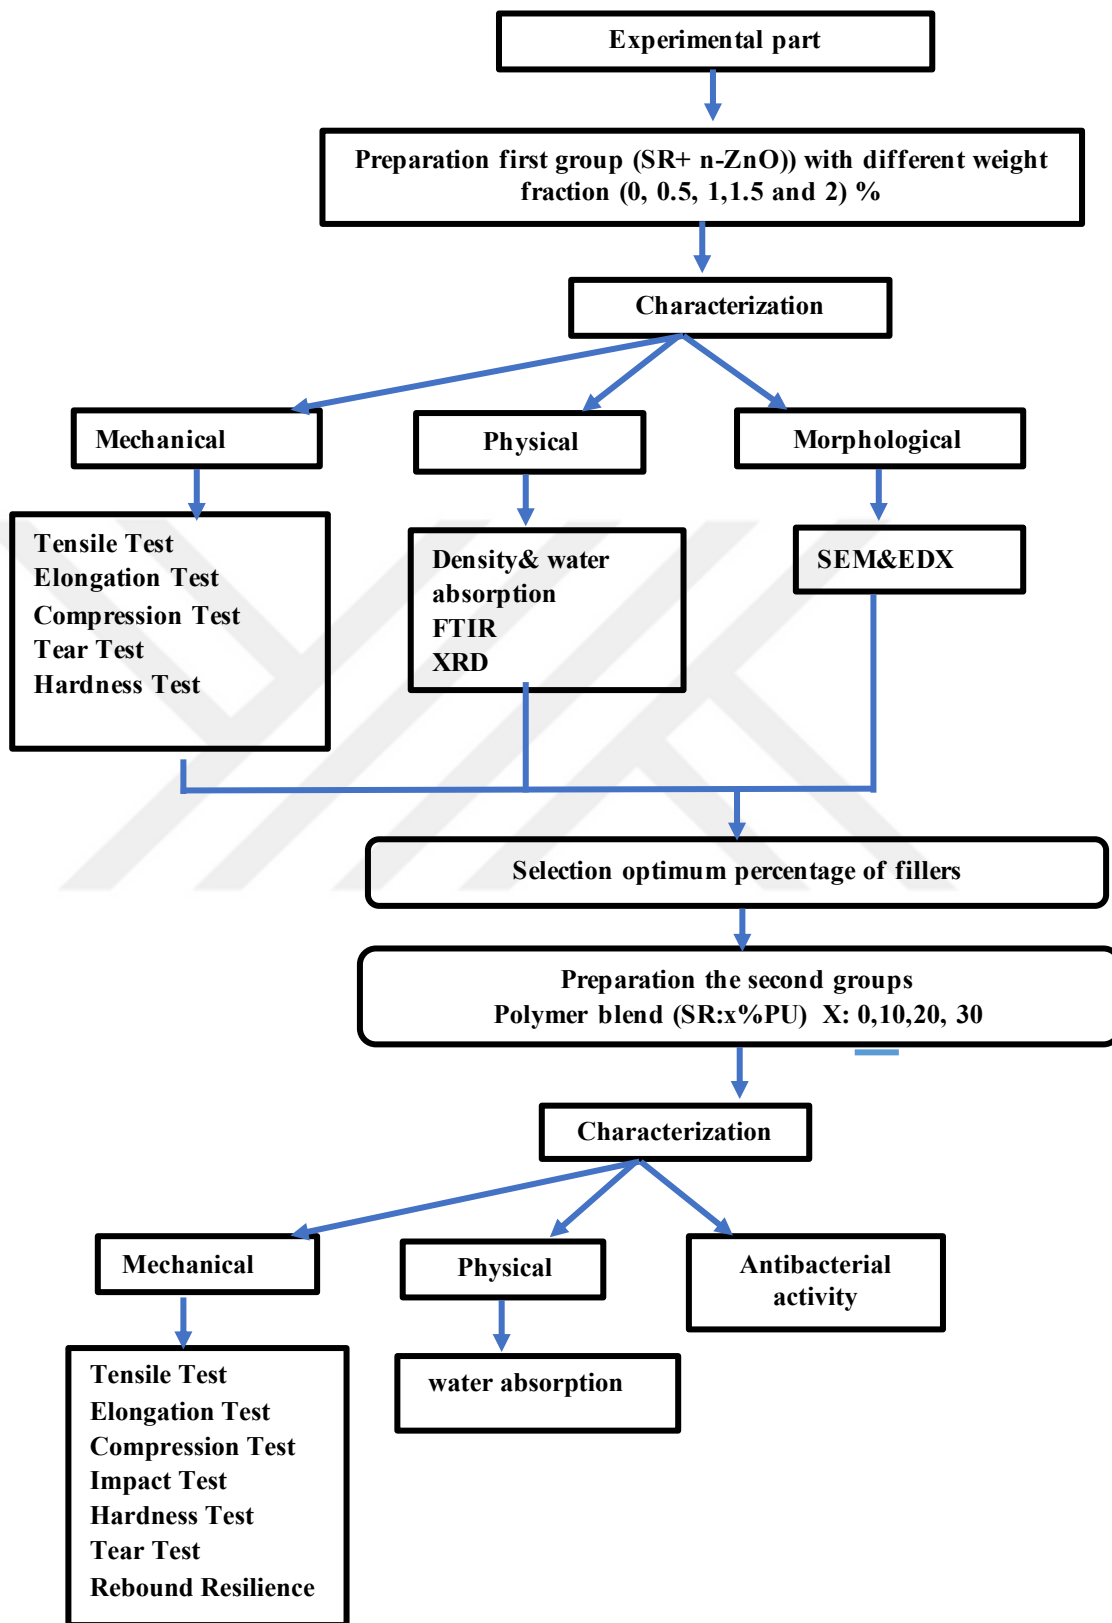 Experimental part
Preparation first group (SR+ n-ZnO)) with different weight
fraction (0, 0.5, 1,1.5 and 2) %
Characterization
Mechanical
Physical
Morphological
Tensile Test
Elongation Test
Compression Test
Tear Test
Hardness Test
Density& water
absorption
FTIR
XRD
SEM&EDX
Selection optimum percentage of fillers
Preparation the second groups
Polymer blend (SR:x%PU)  X: 0,10,20, 30
Characterization
Mechanical
Physical
Antibacterial
activity
Tensile Test
Elongation Test
Compression Test
Impact Test
Hardness Test
Tear Test
Rebound Resilience
water absorption